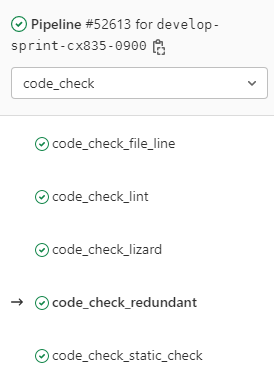 Pipeline #52613 for develop-
sprint-cx835-0900
code_check
code_check_file_line
code_check_lint
code_check_lizard
code_check_redundant
code_check_static_check